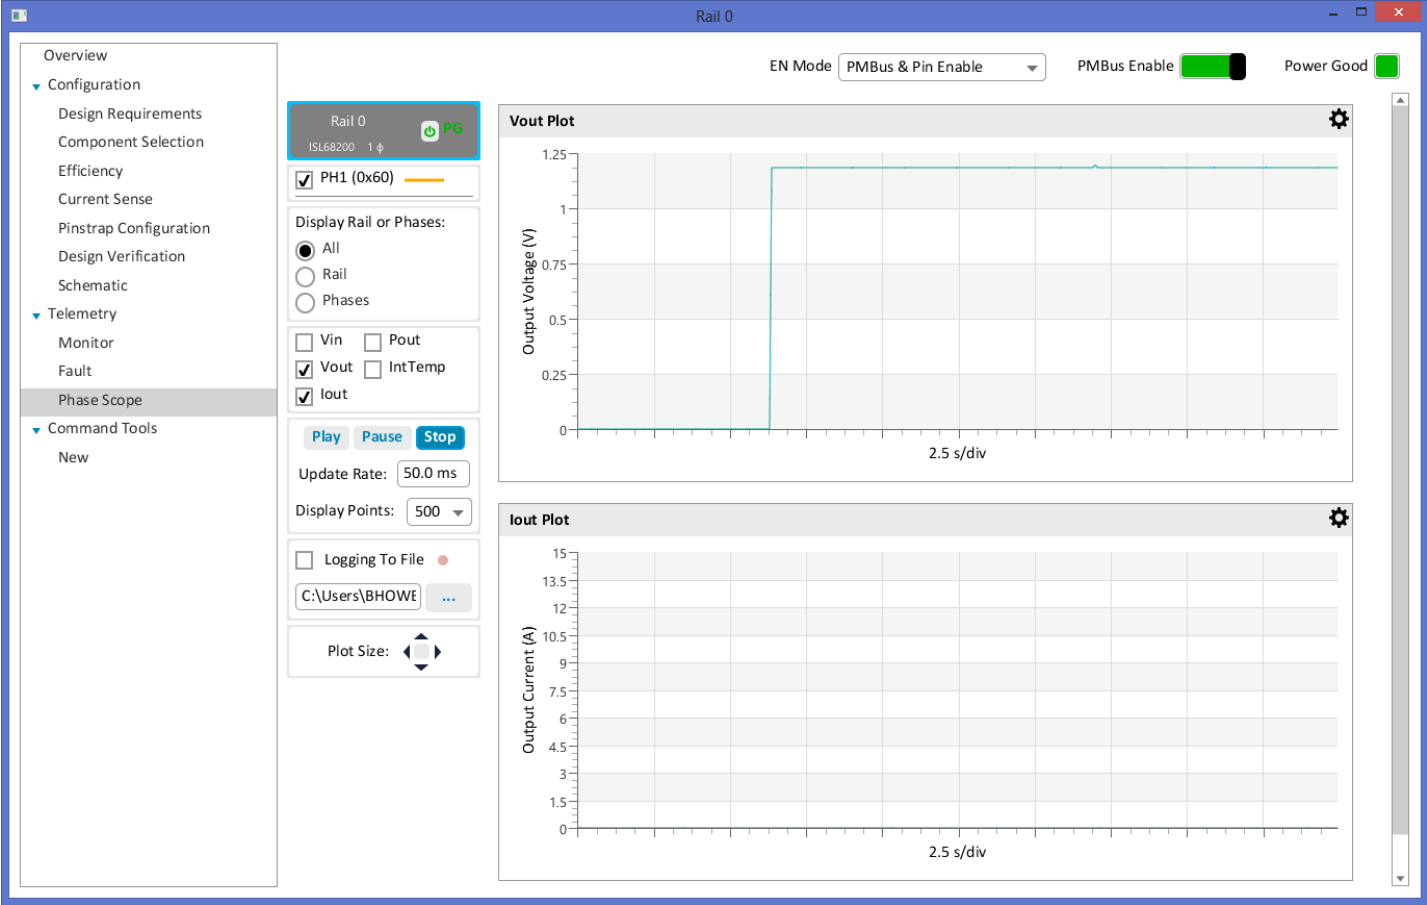 Rail 0
Overview
Configuration
Design Requirements
Component Selection
Efficiency
Current Sense
Pinstrap Configuration
Design Verification
Schematic
Telemetry
Monitor
Fault
Phase Scope
Command Tools
New
EN Mode PMBus & Pin Enable PMBus Enable Power Good
Rail 0
PG
ISL68200 1 ϕ
PH1 (0x60)
Display Rail or Phases:
All
Rail
Phases
Vin Pout
Vout IntTemp
Iout
Play Pause Stop
Update Rate: 50.0 ms
Display Points: 500
Logging To File
C:\Users\BHOWE ...
Plot Size:
Vout Plot
Output Voltage (V)
1.25
1
0.75
0.5
0.25
0
2.5 s/div
Iout Plot
Output Current (A)
15
13.5
12
10.5
9
7.5
6
4.5
3
1.5
0
2.5 s/div